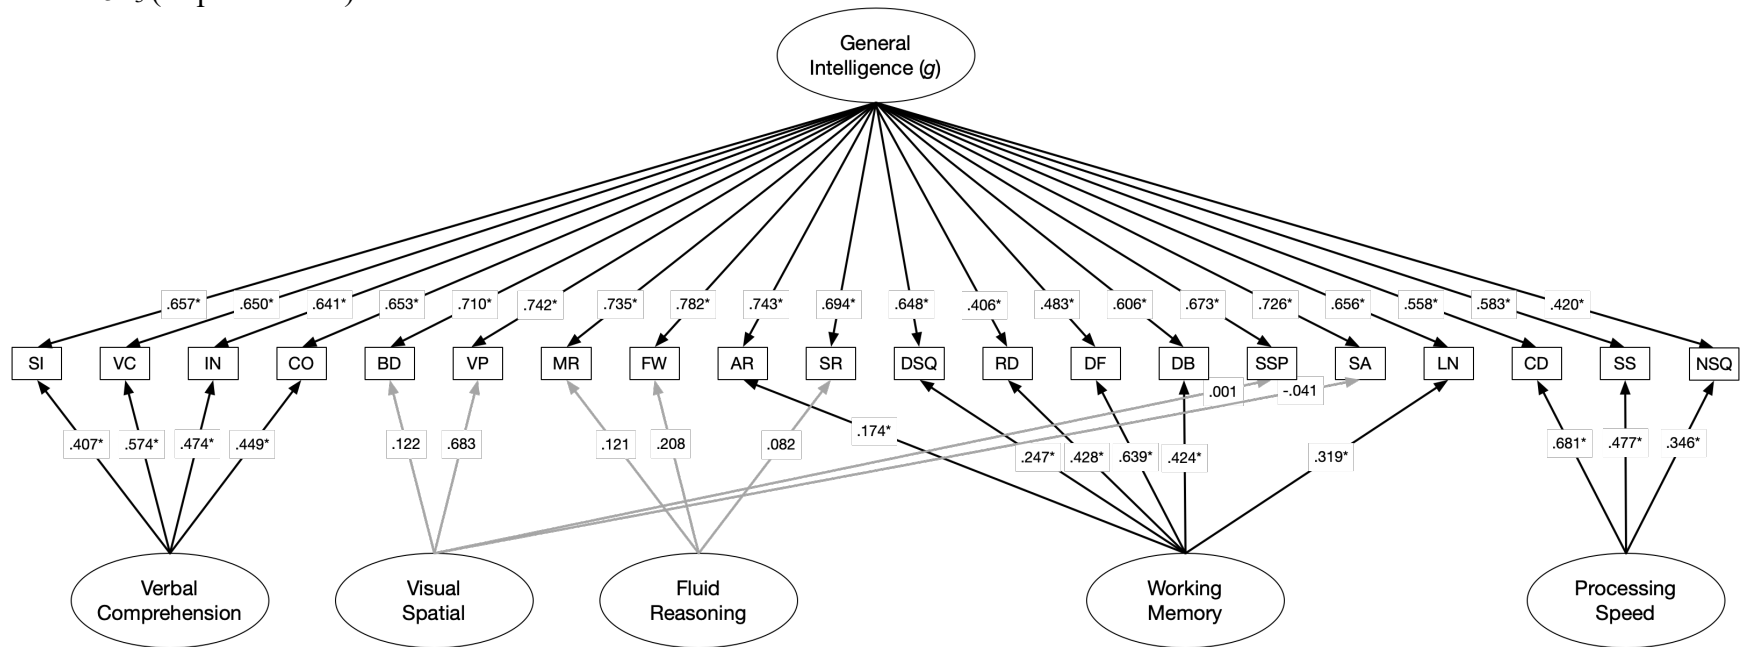 General
Intelligence (g)
.657* .650* .641* .653* .710* .742* .735* .782* .743* .694* .648* .406* .483* .606* .673* .726* .656* .558* .583* .420*
SI VC IN CO BD VP MR FW AR SR DSQ RD DF DB SSP SA LN CD SS NSQ
.001 -.041
.407* .574* .474* .449* .122 .683 .121 .208 .082 .174* .247* .428* .639* .424* .319* .681* .477* .346*
Verbal
Comprehension
Visual
Spatial
Fluid
Reasoning
Working
Memory
Processing
Speed